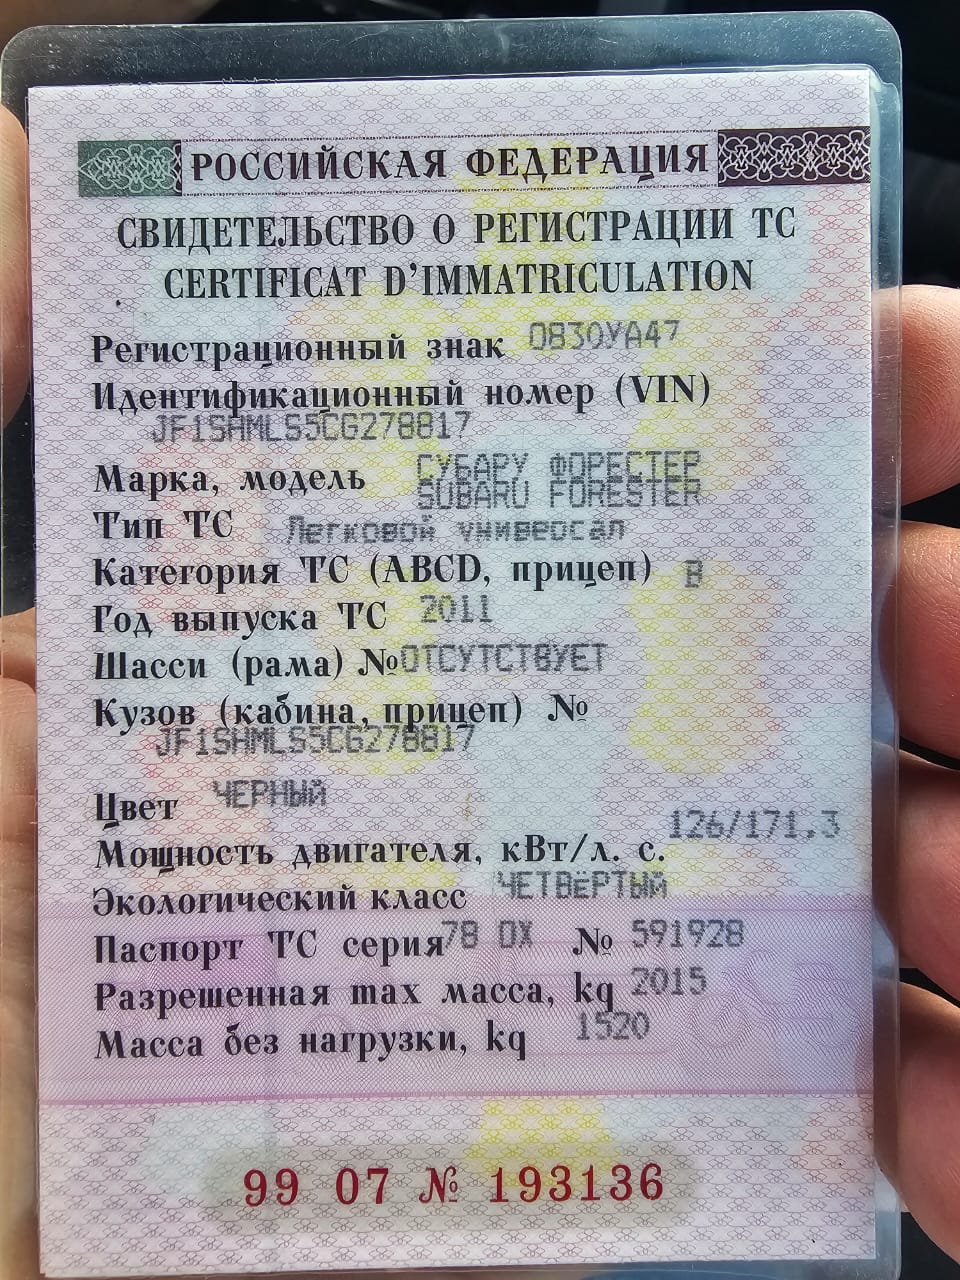 РОССИЙСКАЯ ФЕДЕРАЦИЯ
СВИДЕТЕЛЬСТВО О РЕГИСТРАЦИИ ТС
CERTIFICAT D'IMMATRICULATION
Регистрационный знак О830УА47
Идентификационный номер (VIN)
JF1SHMLS5CG278817
Марка, модель СУБАРУ ФОРЕСТЕР
SUBARU FORESTER
Тип ТС Легковой универсал
Категория ТС (ABCD, прицеп) B
Год выпуска ТС 2011
Шасси (рама) № ОТСУТСТВУЕТ
Кузов (кабина, прицеп) №
JF1SHMLS5CG278817
Цвет ЧЕРНЫЙ
Мощность двигателя, кВт/л. с. 126/171,3
Экологический класс ЧЕТВЁРТЫЙ
Паспорт ТС серия 78 ОХ № 591928
Разрешенная max масса, kg 2015
Масса без нагрузки, kg 1520
99 07 № 193136